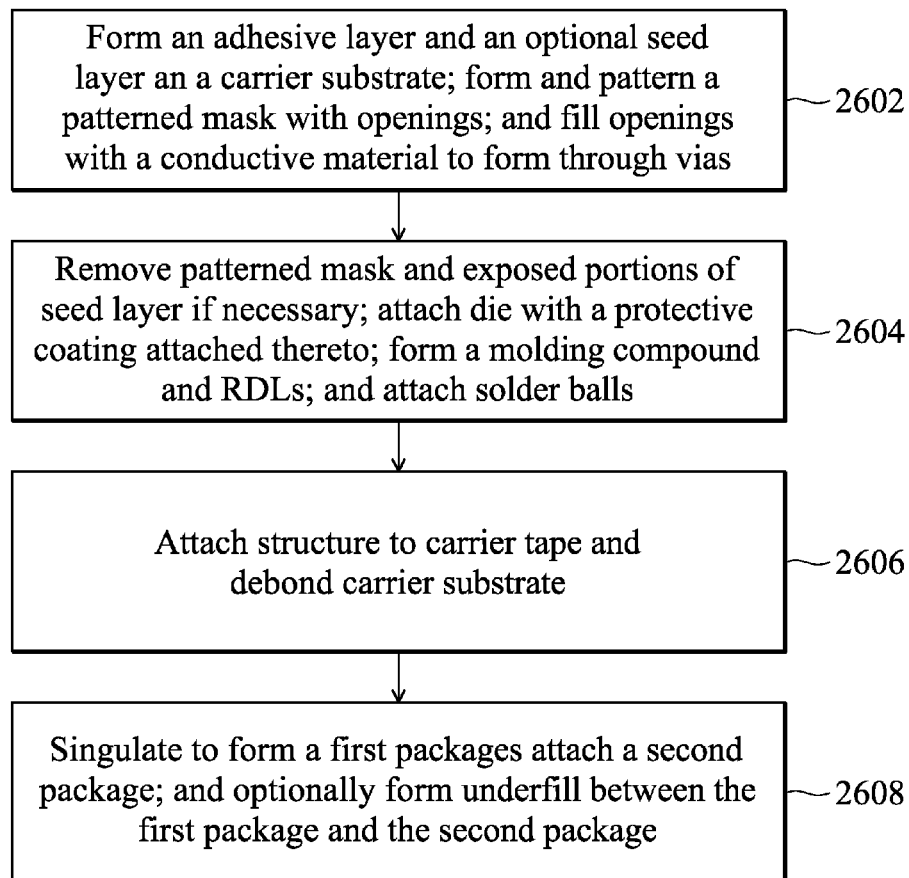 Form an adhesive layer and an optional seed
layer an a carrier substrate; form and pattern a
patterned mask with openings; and fill openings
with a conductive material to form through vias
2602
Remove patterned mask and exposed portions of
seed layer if necessary; attach die with a protective
coating attached thereto; form a molding compound
and RDLs; and attach solder balls
2604
Attach structure to carrier tape and
debond carrier substrate
2606
Singulate to form a first packages attach a second
package; and optionally form underfill between the
first package and the second package
2608